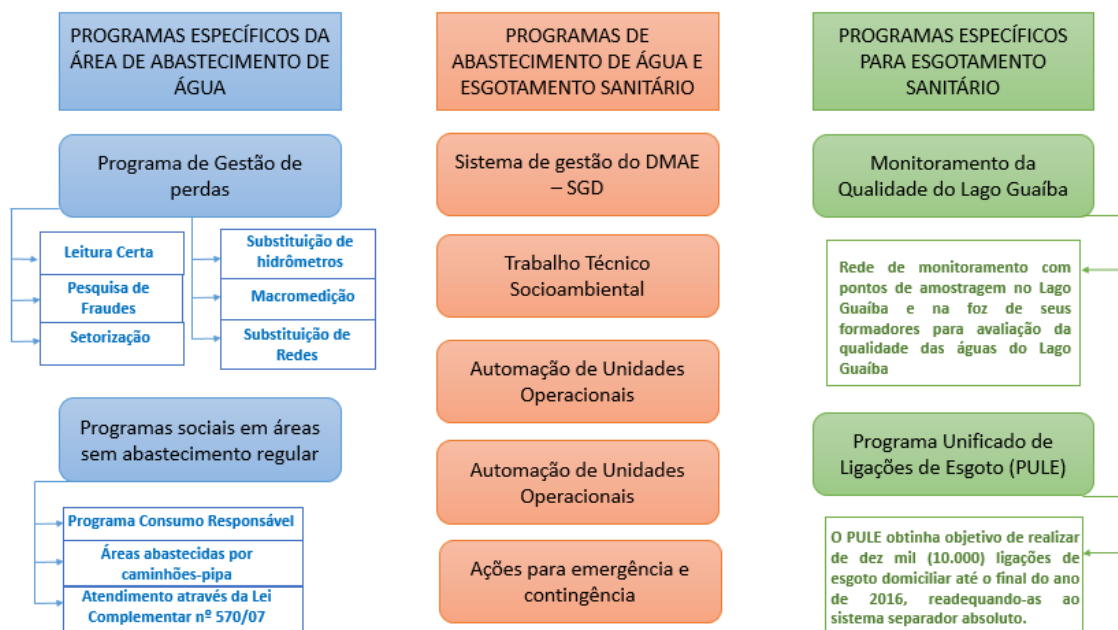 PROGRAMAS ESPECÍFICOS DA
ÁREA DE ABASTECIMENTO DE
ÁGUA
Programa de Gestão de
perdas
Leitura Certa
Pesquisa de
Fraudes
Setorização
Substituição de
hidrômetros
Macromedição
Substituição de
Redes
Programas sociais em áreas
sem abastecimento regular
Programa Consumo Responsável
Áreas abastecidas por
caminhões-pipa
Atendimento através da Lei
Complementar nº 570/07
PROGRAMAS DE
ABASTECIMENTO DE ÁGUA E
ESGOTAMENTO SANITÁRIO
Sistema de gestão do DMAE
– SGD
Trabalho Técnico
Socioambiental
Automação de Unidades
Operacionais
Automação de Unidades
Operacionais
Ações para emergência e
contingência
PROGRAMAS ESPECÍFICOS
PARA ESGOTAMENTO
SANITÁRIO
Monitoramento da
Qualidade do Lago Guaíba
Rede de monitoramento com
pontos de amostragem no Lago
Guaíba e na foz de seus
formadores para avaliação da
qualidade das águas do Lago
Guaíba
Programa Unificado de
Ligações de Esgoto (PULE)
O PULE obtinha objetivo de realizar
de dez mil (10.000) ligações de
esgoto domiciliar até o final do ano
de 2016, readequando-as ao
sistema separador absoluto.